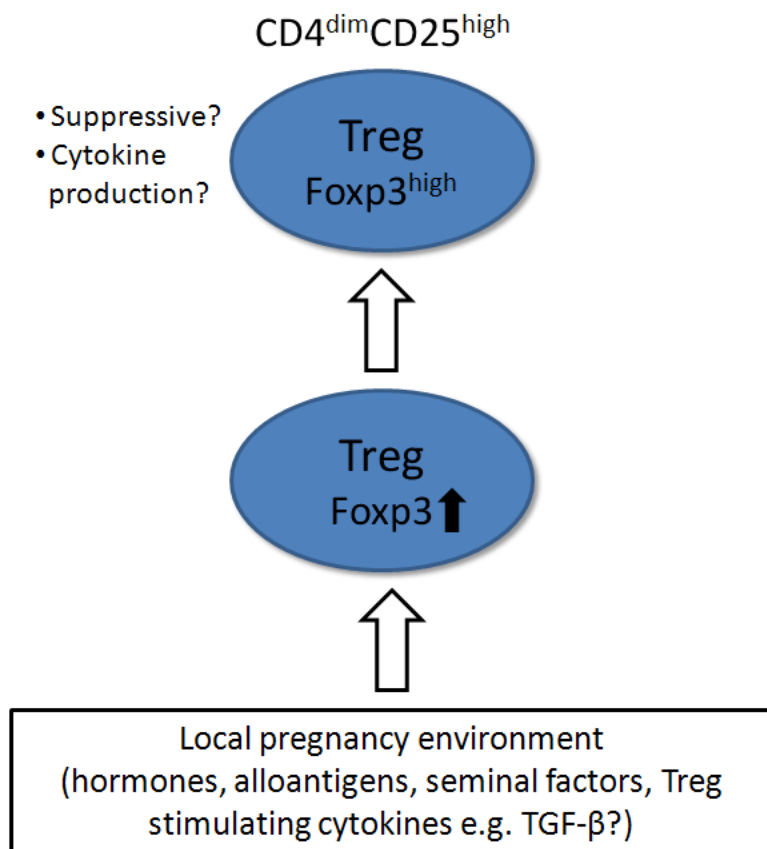 CD4dimCD25high
• Suppressive?
• Cytokine
production?
Treg
Foxp3high
Treg
Foxp3
Local pregnancy environment
(hormones, alloantigens, seminal factors, Treg
stimulating cytokines e.g. TGF-β?)